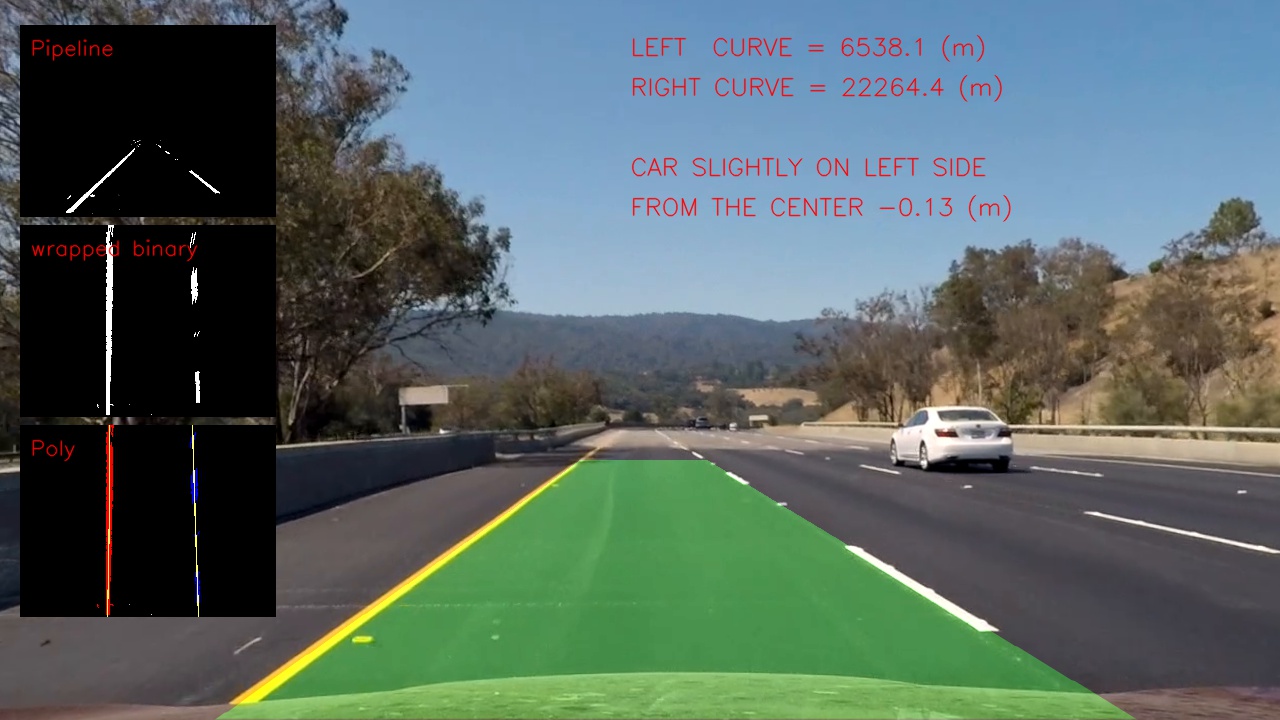 Pipeline
wrapped binary
Poly
LEFT CURVE = 6538.1 (m)
RIGHT CURVE = 22264.4 (m)
CAR SLIGHTLY ON LEFT SIDE
FROM THE CENTER -0.13 (m)